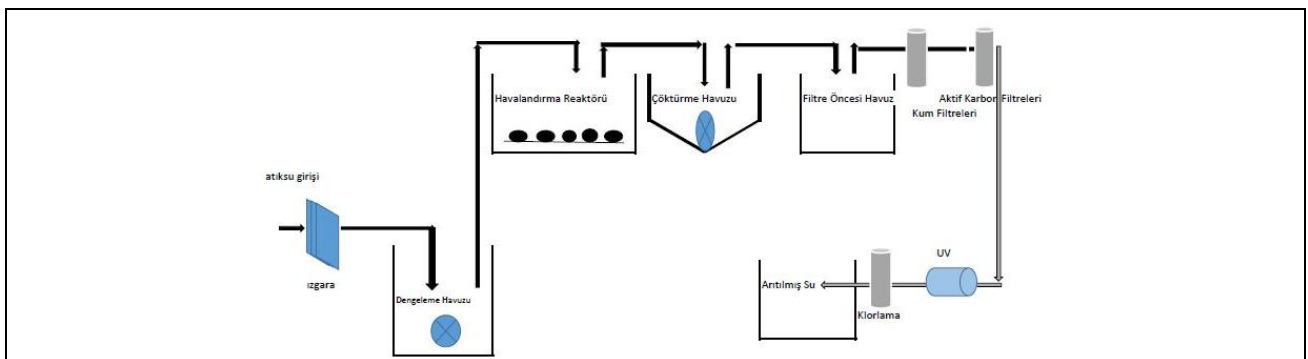 atıksu girişi
ızgara
Dengeleme Havuzu
Havalandırma Reaktörü
Çöktürme Havuzu
Filtre Öncesi Havuz
Kum Filtreleri
Aktif Karbon Filtreleri
UV
Klorlama
Arıtılmış Su